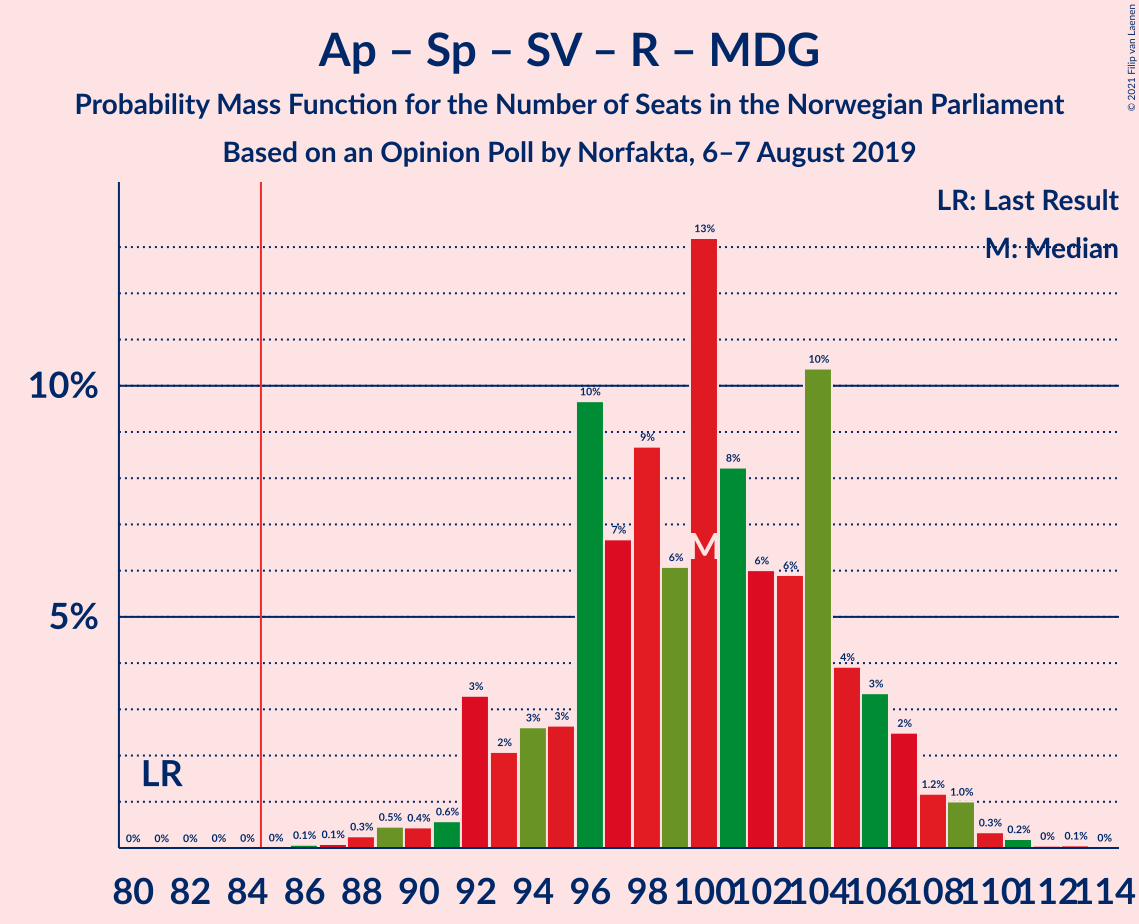 Ap – Sp – SV – R – MDG
Probability Mass Function for the Number of Seats in the Norwegian Parliament
Based on an Opinion Poll by Norfakta, 6–7 August 2019
© 2021 Filip van Laenen
LR: Last Result
M: Median
10%
5%
LR
M
0% 0% 0% 0% 0% 0% 0.1% 0.1% 0.3% 0.5% 0.4% 0.6% 3% 2% 3% 3% 10% 7% 9% 6% 13% 8% 6% 6% 10% 4% 3% 2% 1.2% 1.0% 0.3% 0.2% 0% 0.1% 0%
80 82 84 86 88 90 92 94 96 98 100 102 104 106 108 110 112 114